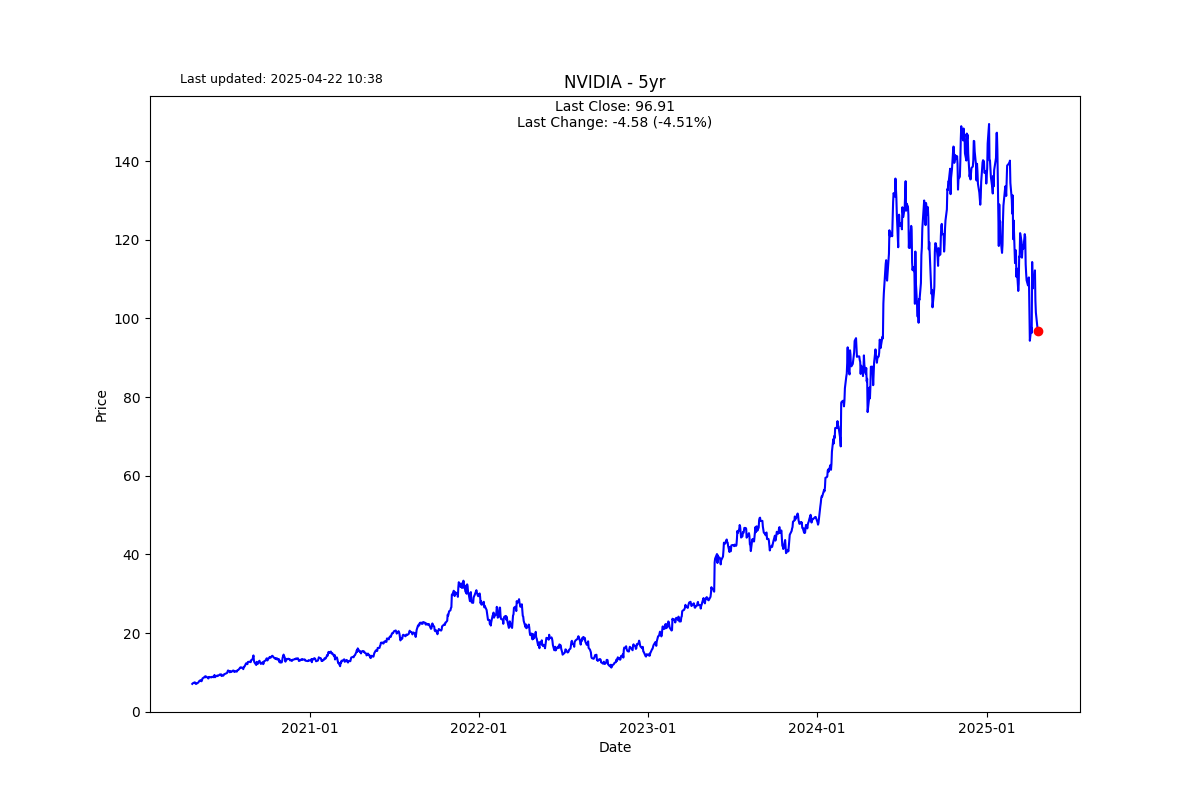 Last updated: 2025-04-22 10:38
NVIDIA - 5yr
Last Close: 96.91
Last Change: -4.58 (-4.51%)
140
120
100
80
60
40
20
0
Price
2021-01
2022-01
2023-01
2024-01
2025-01
Date